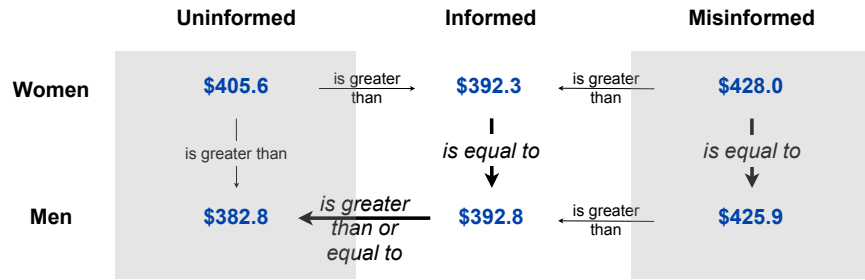 Uninformed Informed Misinformed
Women $405.6 is greater than $392.3 is greater than $428.0
is greater than is equal to is equal to
Men $382.8 is greater than or equal to $392.8 is greater than $425.9